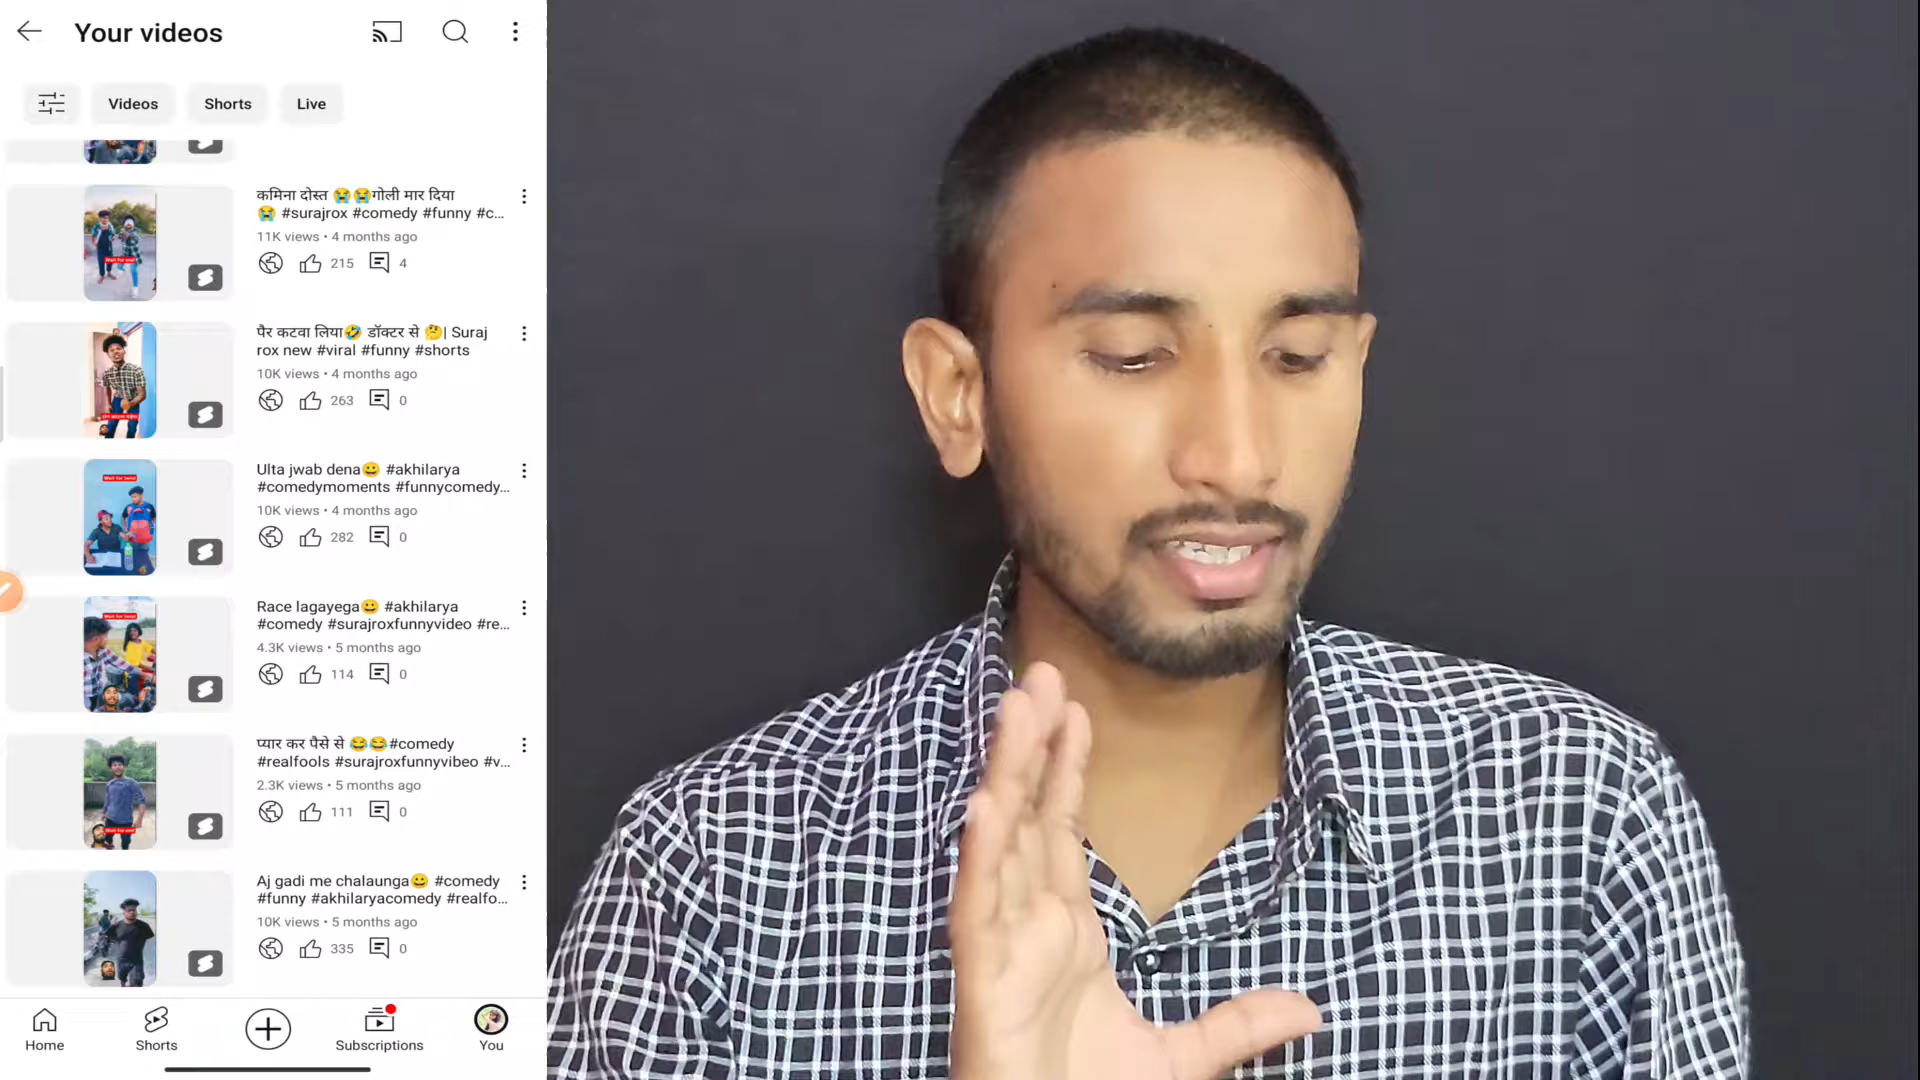 Your videos
Videos
Shorts
Live
कमिना दोस्त 😭😭गोली मार दिया
😭 #surajrox #comedy #funny #c...
11K views • 4 months ago
215
4
पैर कटवा लिया🤣 डॉक्टर से 🤔| Suraj
rox new #viral #funny #shorts
10K views • 4 months ago
263
0
Wait for twist
Ulta jwab dena😀 #akhilarya
#comedymoments #funnycomedy...
10K views • 4 months ago
282
0
Race lagayega😀 #akhilarya
#comedy #surajroxfunnyvideo #re...
4.3K views • 5 months ago
114
0
प्यार कर पैसे से 😂😂#comedy
#realfools #surajroxfunnyvibeo #v...
2.3K views • 5 months ago
111
0
Aj gadi me chalaunga😀 #comedy
#funny #akhilaryacomedy #realfo...
10K views • 5 months ago
335
0
Home
Shorts
Subscriptions
You